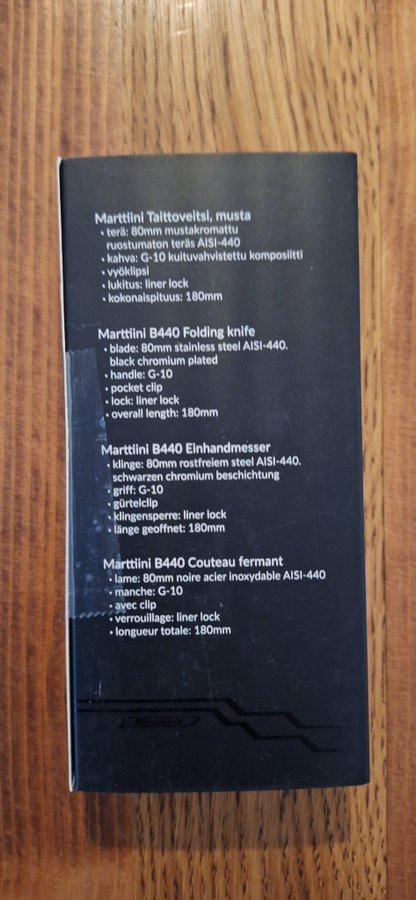 Marttiini Taittoveitsi, musta
• terä: 80mm mustakromattu
ruostumaton teräs AISI-440
• kahva: G-10 kuituvahvistettu komposiitti
• vyöklipsi
• lukitus: liner lock
• kokonaispituus: 180mm
Marttiini B440 Folding knife
• blade: 80mm stainless steel AISI-440.
black chromium plated
• handle: G-10
• pocket clip
• lock: liner lock
• overall length: 180mm
Marttiini B440 Einhandmesser
• klinge: 80mm rostfreiem steel AISI-440.
schwarzen chromium beschichtung
• griff: G-10
• gürtelclip
• klingensperre: liner lock
• länge geoffnet: 180mm
Marttiini B440 Couteau fermant
• lame: 80mm noire acier inoxydable AISI-440
• manche: G-10
• avec clip
• verrouillage: liner lock
• longueur totale: 180mm
Marttiini